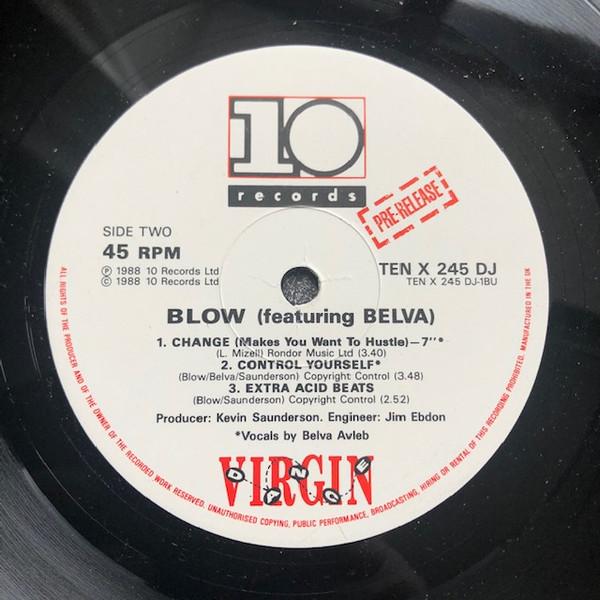 10
records
PRE-RELEASE
SIDE TWO
45 RPM
Ⓟ 1988 10 Records Ltd
© 1988 10 Records Ltd
TEN X 245 DJ
TEN X 245 DJ-1BU
BLOW (featuring BELVA)
1. CHANGE (Makes You Want To Hustle)—7"*
(L. Mizell) Rondor Music Ltd (3.40)
2. CONTROL YOURSELF*
(Blow/Belva/Saunderson) Copyright Control (3.48)
3. EXTRA ACID BEATS
(Blow/Saunderson) Copyright Control (2.52)
Producer: Kevin Saunderson. Engineer: Jim Ebdon
*Vocals by Belva Avleb
VIRGIN
DANCE
ALL RIGHTS OF THE PRODUCER AND OF THE OWNER OF THE RECORDED WORK RESERVED. UNAUTHORISED COPYING, PUBLIC PERFORMANCE, BROADCASTING, HIRING OR RENTAL OF THIS RECORDING PROHIBITED. MANUFACTURED IN THE UK